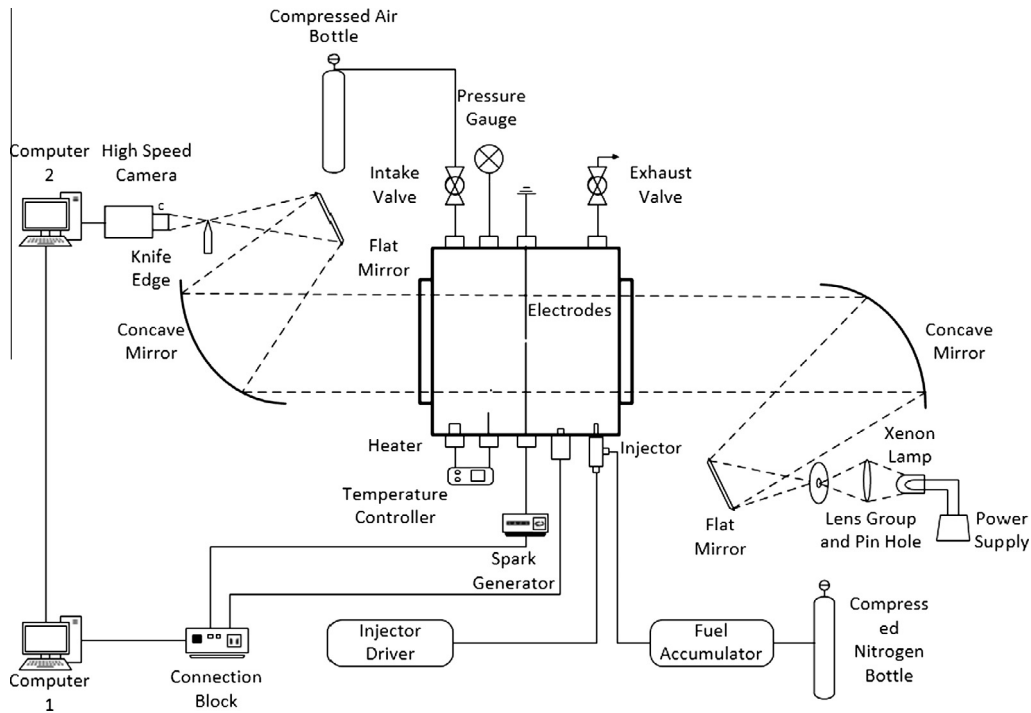 Compressed Air
Bottle
Pressure
Gauge
Computer
2
High Speed
Camera
Intake
Valve
Exhaust
Valve
c
Knife
Edge
Flat
Mirror
Electrodes
Concave
Mirror
Concave
Mirror
Heater
Injector
Xenon
Lamp
Temperature
Controller
Flat
Mirror
Lens Group
and Pin Hole
Power
Supply
Spark
Generator
Injector
Driver
Fuel
Accumulator
Compress
ed
Nitrogen
Bottle
Computer
1
Connection
Block